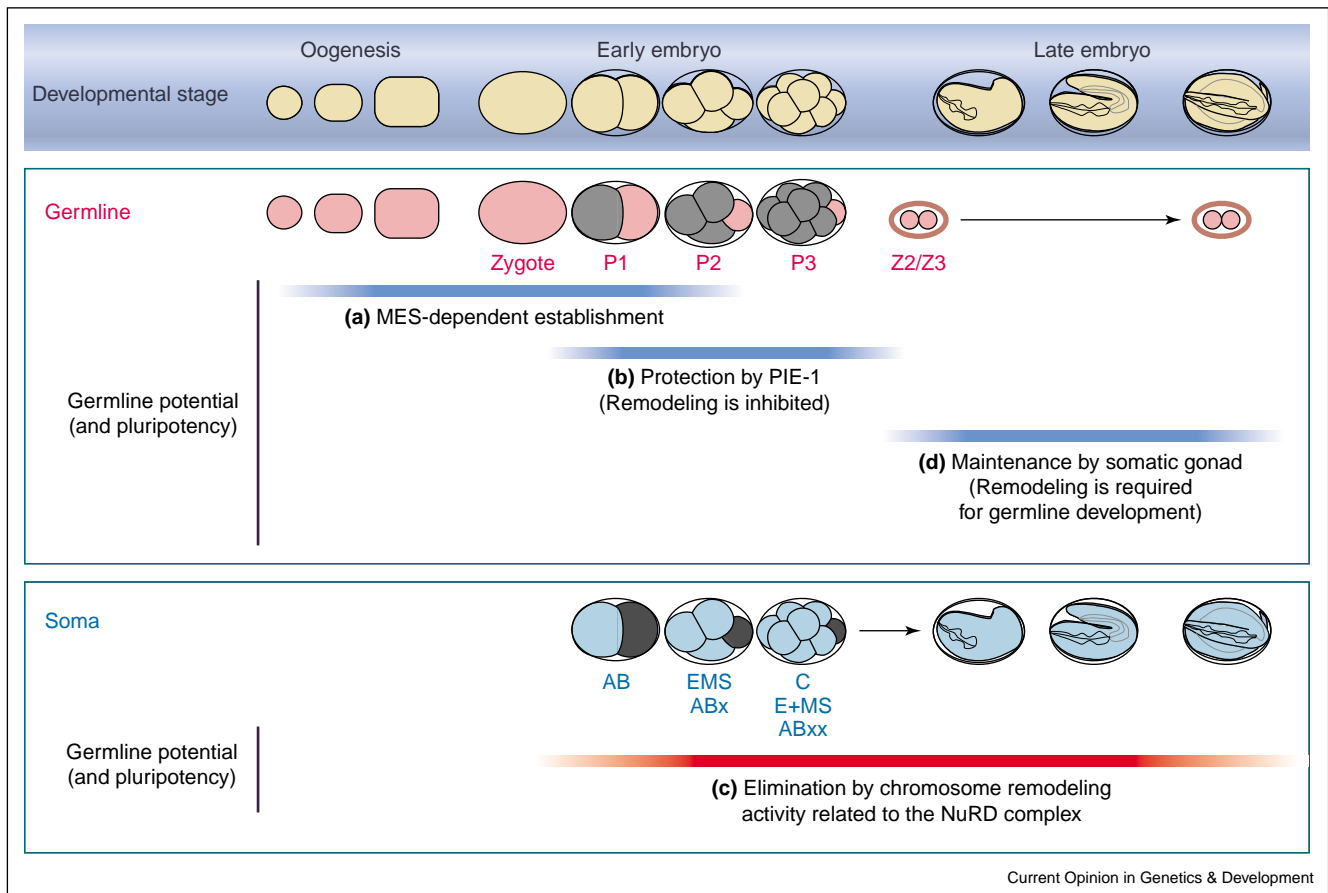 Oogenesis Early embryo Late embryo
Developmental stage
Germline
Zygote P1 P2 P3 Z2/Z3
(a) MES-dependent establishment
(b) Protection by PIE-1
(Remodeling is inhibited)
Germline potential
(and pluripotency)
(d) Maintenance by somatic gonad
(Remodeling is required
for germline development)
Soma
AB EMS C
ABx E+MS
ABxx
Germline potential
(and pluripotency)
(c) Elimination by chromosome remodeling
activity related to the NuRD complex
Current Opinion in Genetics & Development